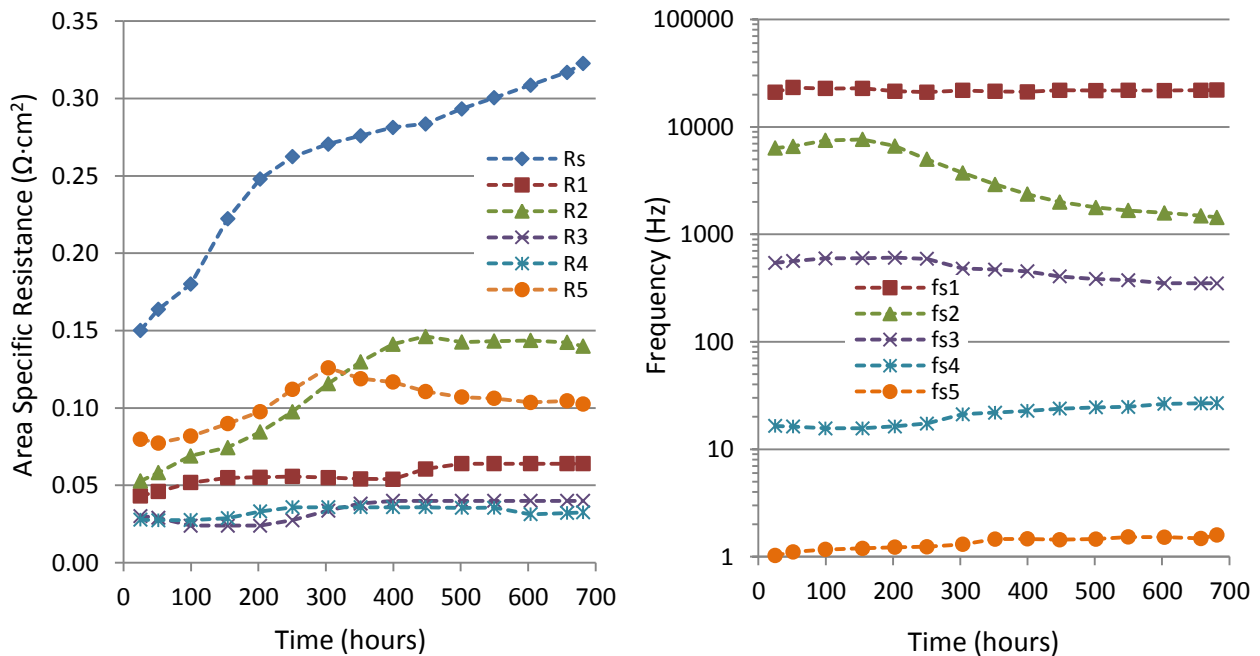 Area Specific Resistance (Ω·cm²)
0.35
0.30
0.25
0.20
0.15
0.10
0.05
0.00
0 100 200 300 400 500 600 700
Time (hours)
Rs
R1
R2
R3
R4
R5
Frequency (Hz)
100000
10000
1000
100
10
1
0 100 200 300 400 500 600 700
Time (hours)
fs1
fs2
fs3
fs4
fs5